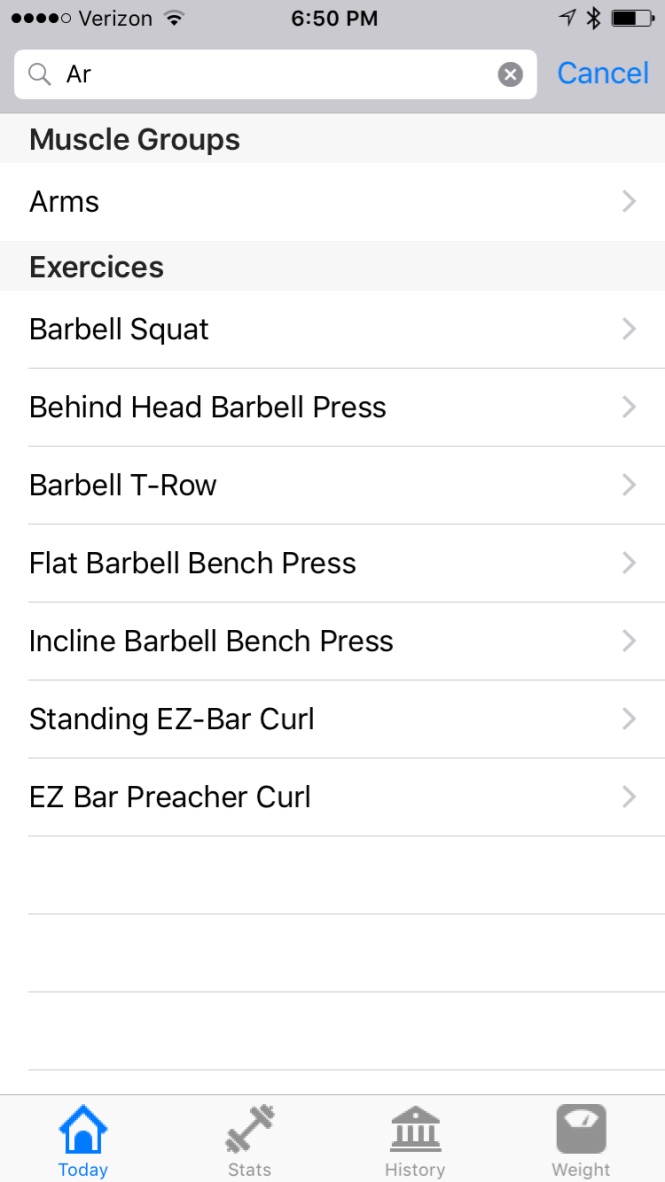 Verizon 6:50 PM
Ar Cancel
Muscle Groups
Arms
Exercices
Barbell Squat
Behind Head Barbell Press
Barbell T-Row
Flat Barbell Bench Press
Incline Barbell Bench Press
Standing EZ-Bar Curl
EZ Bar Preacher Curl
Today Stats History Weight